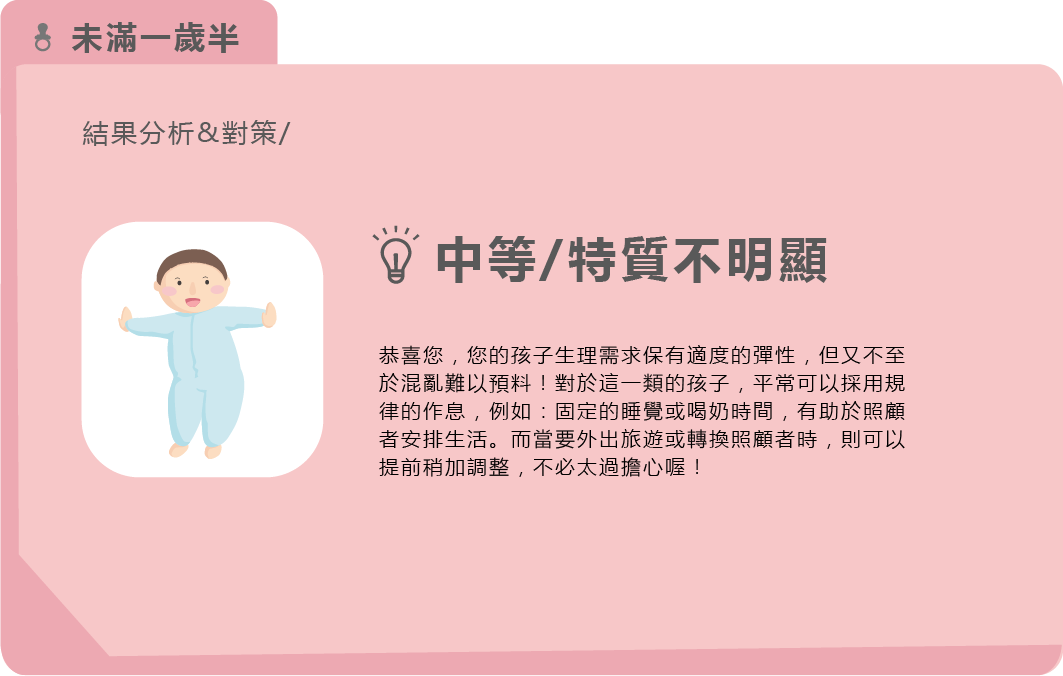 未滿一歲半
結果分析&對策/
中等/特質不明顯
恭喜您，您的孩子生理需求保有適度的彈性，但又不至
於混亂難以預料！對於這一類的孩子，平常可以採用規
律的作息，例如：固定的睡覺或喝奶時間，有助於照顧
者安排生活。而當要外出旅遊或轉換照顧者時，則可以
提前稍加調整，不必太過擔心喔！